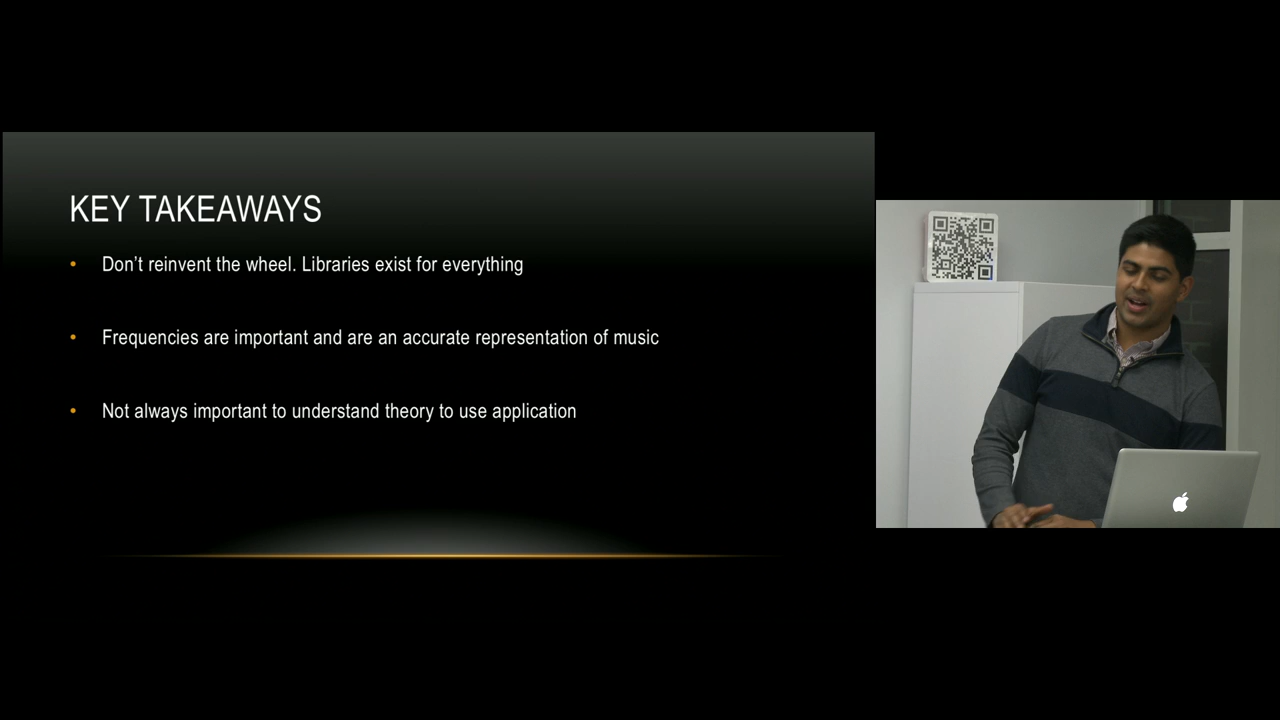 KEY TAKEAWAYS
Don’t reinvent the wheel. Libraries exist for everything
Frequencies are important and are an accurate representation of music
Not always important to understand theory to use application